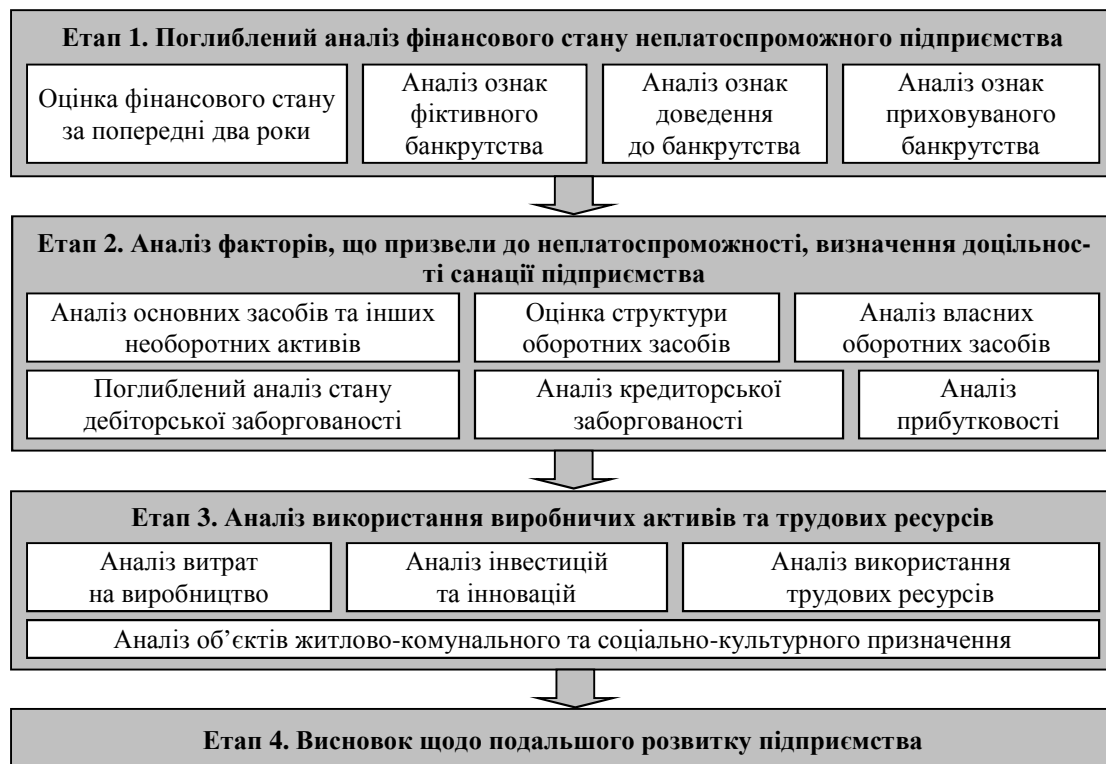 Етап 1. Поглиблений аналіз фінансового стану неплатоспроможного підприємства
Оцінка фінансового стану
за попередні два роки
Аналіз ознак
фіктивного
банкрутства
Аналіз ознак
доведення
до банкрутства
Аналіз ознак
приховуваного
банкрутства
Етап 2. Аналіз факторів, що призвели до неплатоспроможності, визначення доцільнос-
ті санації підприємства
Аналіз основних засобів та інших
необоротних активів
Оцінка структури
оборотних засобів
Аналіз власних
оборотних засобів
Поглиблений аналіз стану
дебіторської заборгованості
Аналіз кредиторської
заборгованості
Аналіз
прибутковості
Етап 3. Аналіз використання виробничих активів та трудових ресурсів
Аналіз витрат
на виробництво
Аналіз інвестицій
та інновацій
Аналіз використання
трудових ресурсів
Аналіз об’єктів житлово-комунального та соціально-культурного призначення
Етап 4. Висновок щодо подальшого розвитку підприємства